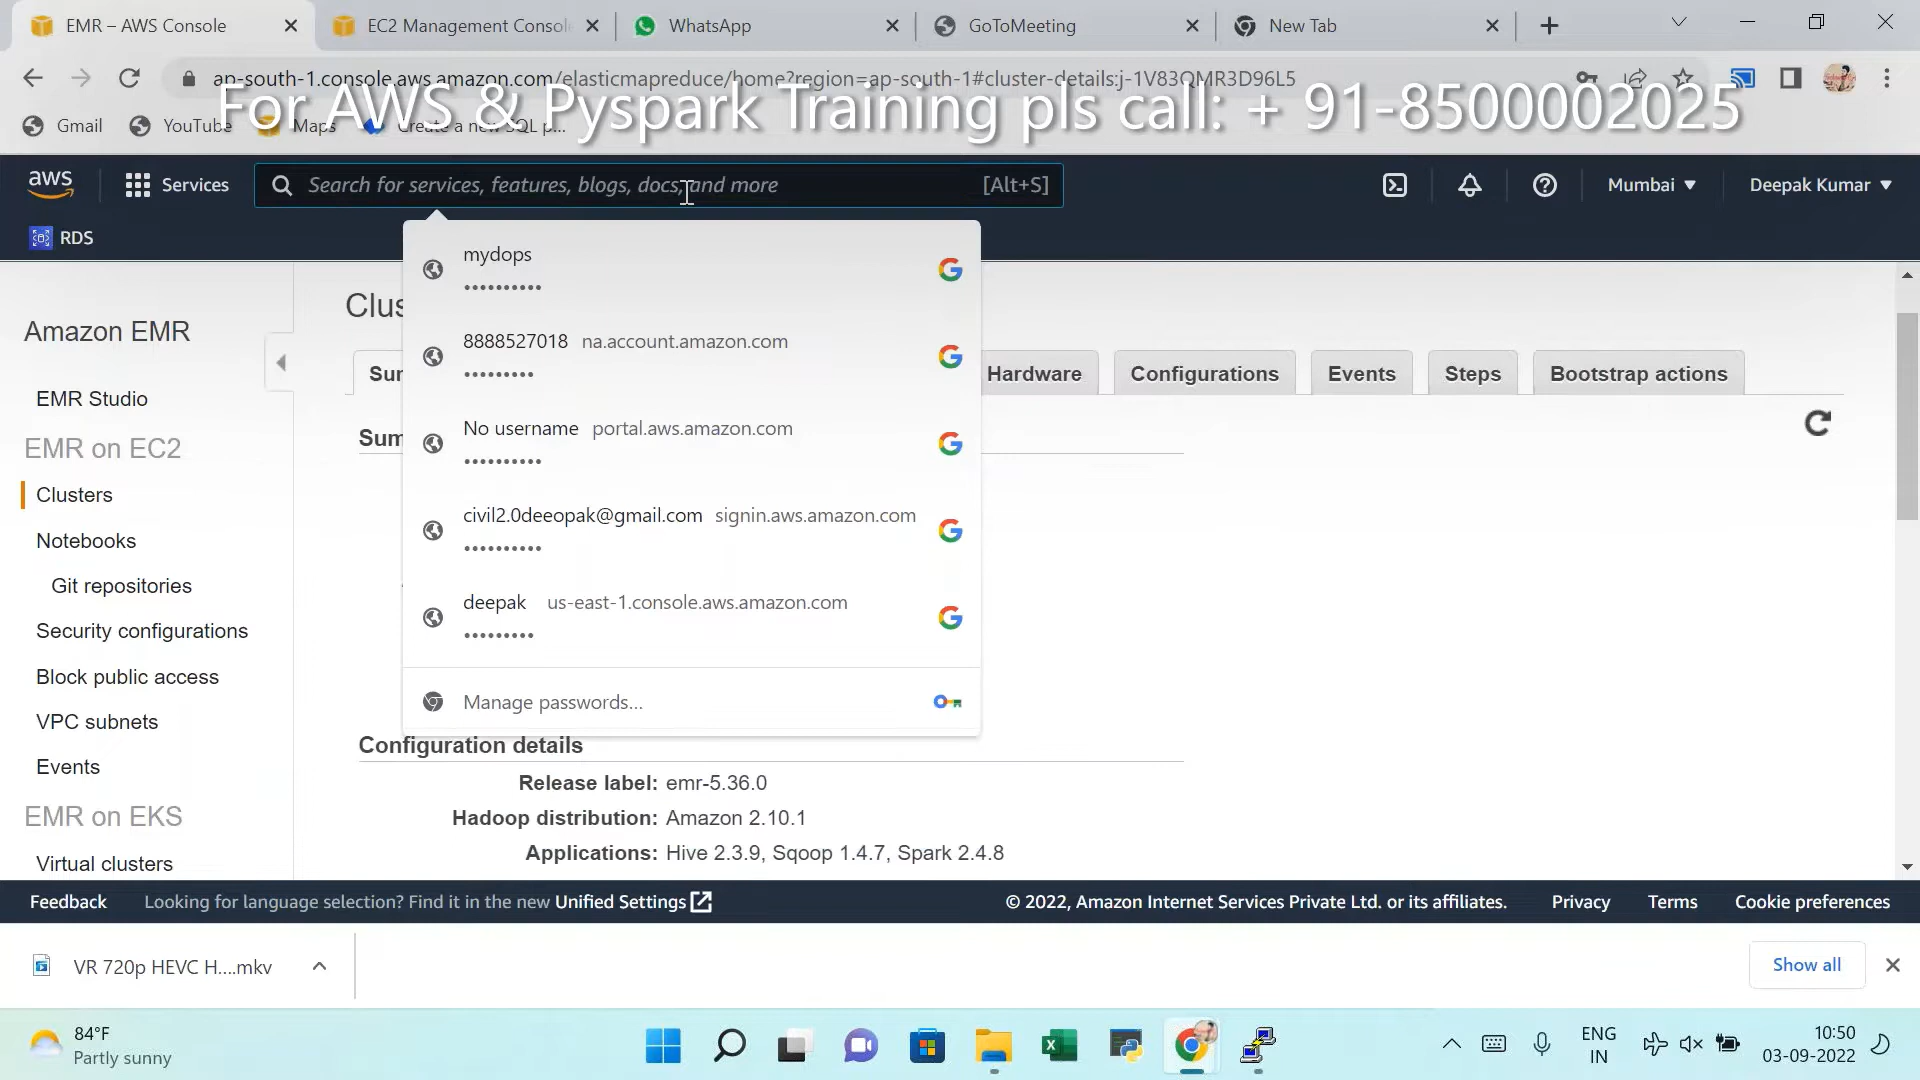 EMR – AWS Console
EC2 Management Consol
WhatsApp
GoToMeeting
New Tab
ap-south-1.console.aws.amazon.com/elasticmapreduce/home?region=ap-south-1#cluster-details:j-1V83QMR3D96L5
For AWS & Pyspark Training pls call: + 91-8500002025
Gmail
YouTube
Maps
Create a new SQL p...
aws
Services
Search for services, features, blogs, docs, and more
[Alt+S]
Mumbai
Deepak Kumar
RDS
mydops
••••••••••
8888527018 na.account.amazon.com
•••••••••
No username portal.aws.amazon.com
••••••••••
civil2.0deeopak@gmail.com signin.aws.amazon.com
••••••••••
deepak us-east-1.console.aws.amazon.com
•••••••••
Manage passwords...
Amazon EMR
EMR Studio
EMR on EC2
Clusters
Notebooks
Git repositories
Security configurations
Block public access
VPC subnets
Events
EMR on EKS
Virtual clusters
Clus
Sur
Hardware
Configurations
Events
Steps
Bootstrap actions
Sum
Configuration details
Release label: emr-5.36.0
Hadoop distribution: Amazon 2.10.1
Applications: Hive 2.3.9, Sqoop 1.4.7, Spark 2.4.8
Feedback
Looking for language selection? Find it in the new Unified Settings
© 2022, Amazon Internet Services Private Ltd. or its affiliates.
Privacy
Terms
Cookie preferences
VR 720p HEVC H....mkv
Show all
84°F
Partly sunny
ENG
IN
10:50
03-09-2022